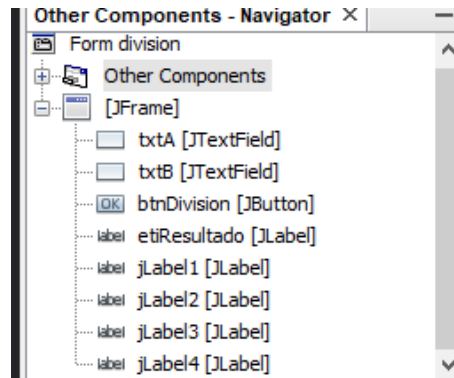 Other Components - Navigator ×
Form division
Other Components
[JFrame]
txtA [JTextField]
txtB [JTextField]
OK btnDivision [JButton]
label etiResultado [JLabel]
label jLabel1 [JLabel]
label jLabel2 [JLabel]
label jLabel3 [JLabel]
label jLabel4 [JLabel]